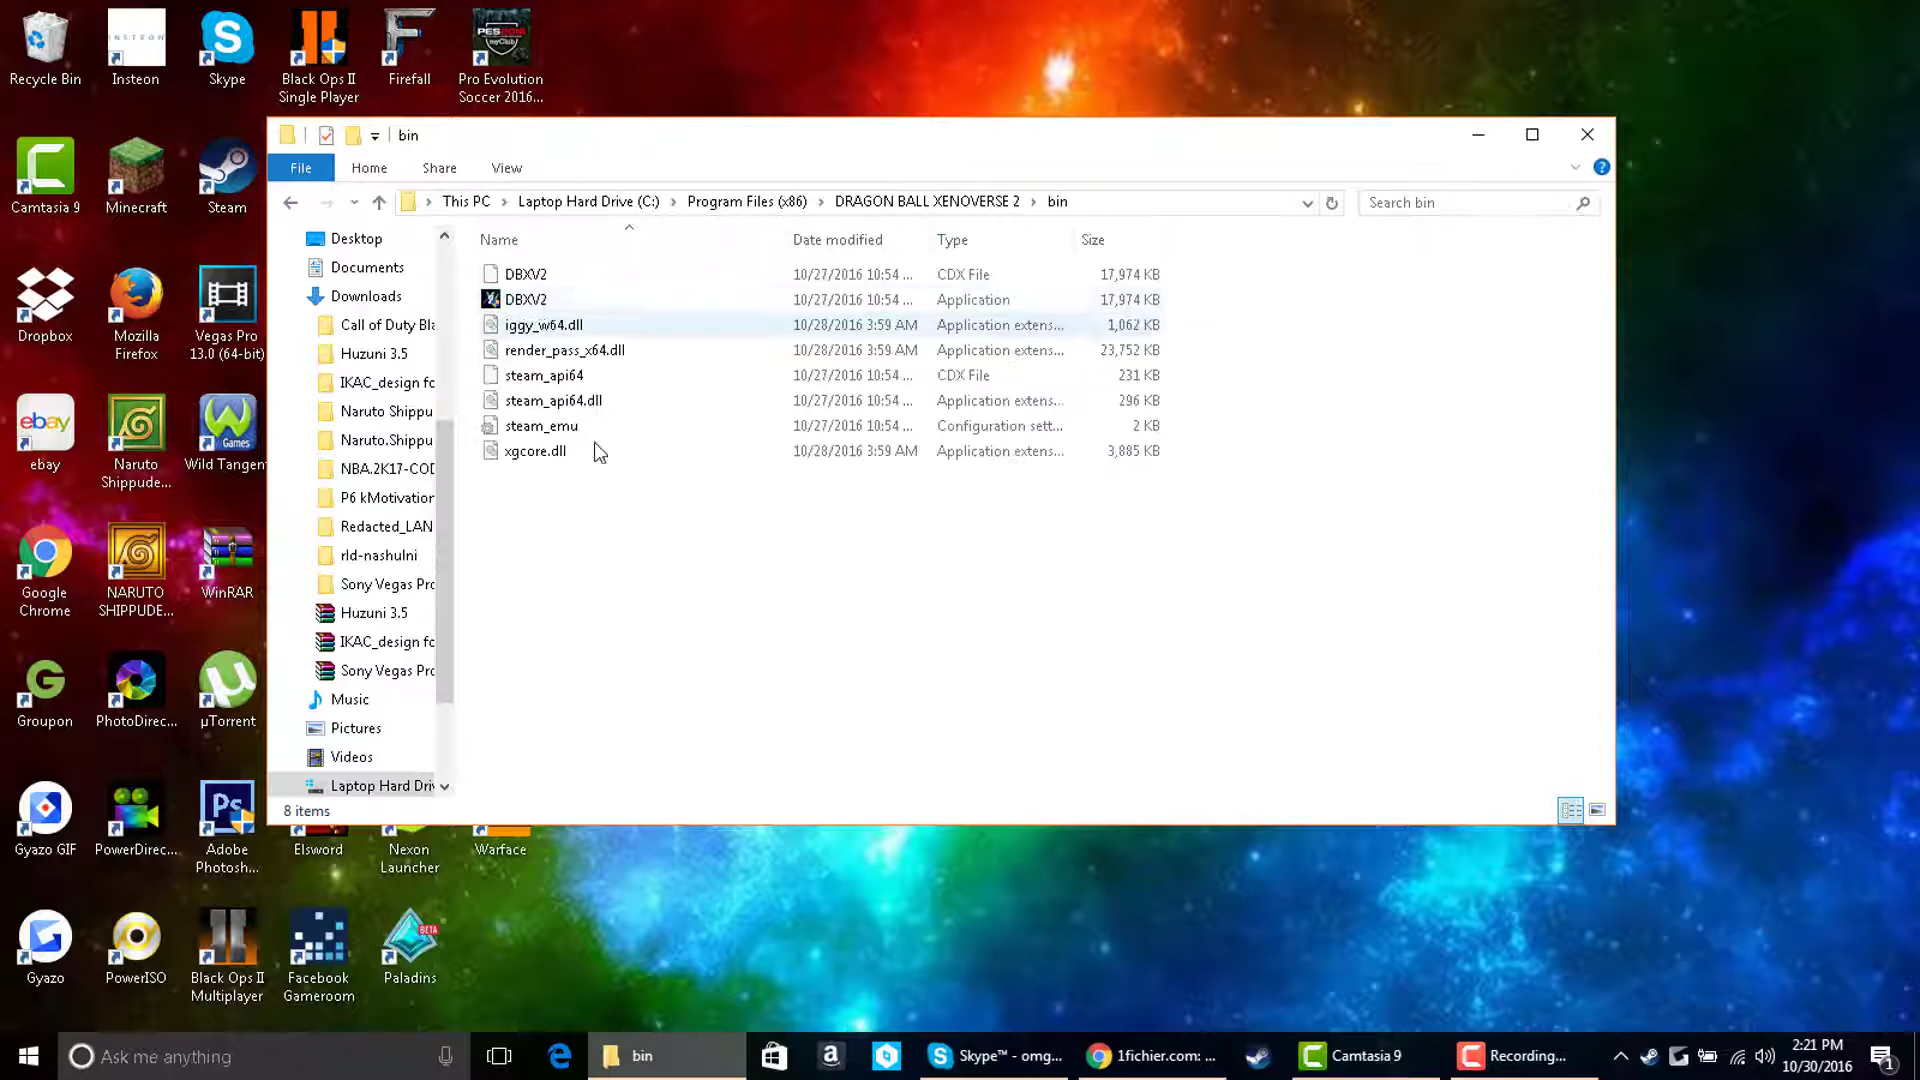 Recycle Bin
INSTRON
Insteon
Skype
Black Ops II
Single Player
Firefall
PES2016
myClub
Pro Evolution
Soccer 2016...
Camtasia 9
Minecraft
Steam
Dropbox
Mozilla
Firefox
Vegas Pro
13.0 (64-bit)
ebay
ebay
Naruto
Shippude...
Games
Wild Tangen
Google
Chrome
NARUTO
SHIPPUDE...
WinRAR
Groupon
PhotoDirec...
µTorrent
Gyazo GIF
PowerDirec...
Ps
Adobe
Photosh...
Elsword
Nexon
Launcher
Warface
Gyazo
PowerISO
Black Ops II
Multiplayer
Facebook
Gameroom
BETA
Paladins
bin
File
Home
Share
View
This PC
Laptop Hard Drive (C:)
Program Files (x86)
DRAGON BALL XENOVERSE 2
bin
Search bin
Desktop
Documents
Downloads
Call of Duty Bla
Huzuni 3.5
IKAC_design fo
Naruto Shippu
Naruto.Shippu
NBA.2K17-COD
P6 kMotivation
Redacted_LAN
rld-nashulni
Sony Vegas Pro
Huzuni 3.5
IKAC_design fo
Sony Vegas Pro
Music
Pictures
Videos
Laptop Hard Driv
Name Date modified Type Size
DBXV2 10/27/2016 10:54 ... CDX File 17,974 KB
DBXV2 10/27/2016 10:54 ... Application 17,974 KB
iggy_w64.dll 10/28/2016 3:59 AM Application extens... 1,062 KB
render_pass_x64.dll 10/28/2016 3:59 AM Application extens... 23,752 KB
steam_api64 10/27/2016 10:54 ... CDX File 231 KB
steam_api64.dll 10/27/2016 10:54 ... Application extens... 296 KB
steam_emu 10/27/2016 10:54 ... Configuration sett... 2 KB
xgcore.dll 10/28/2016 3:59 AM Application extens... 3,885 KB
8 items
Ask me anything
bin
Skype™ - omg...
1fichier.com: ...
Camtasia 9
Recording...
2:21 PM
10/30/2016
1